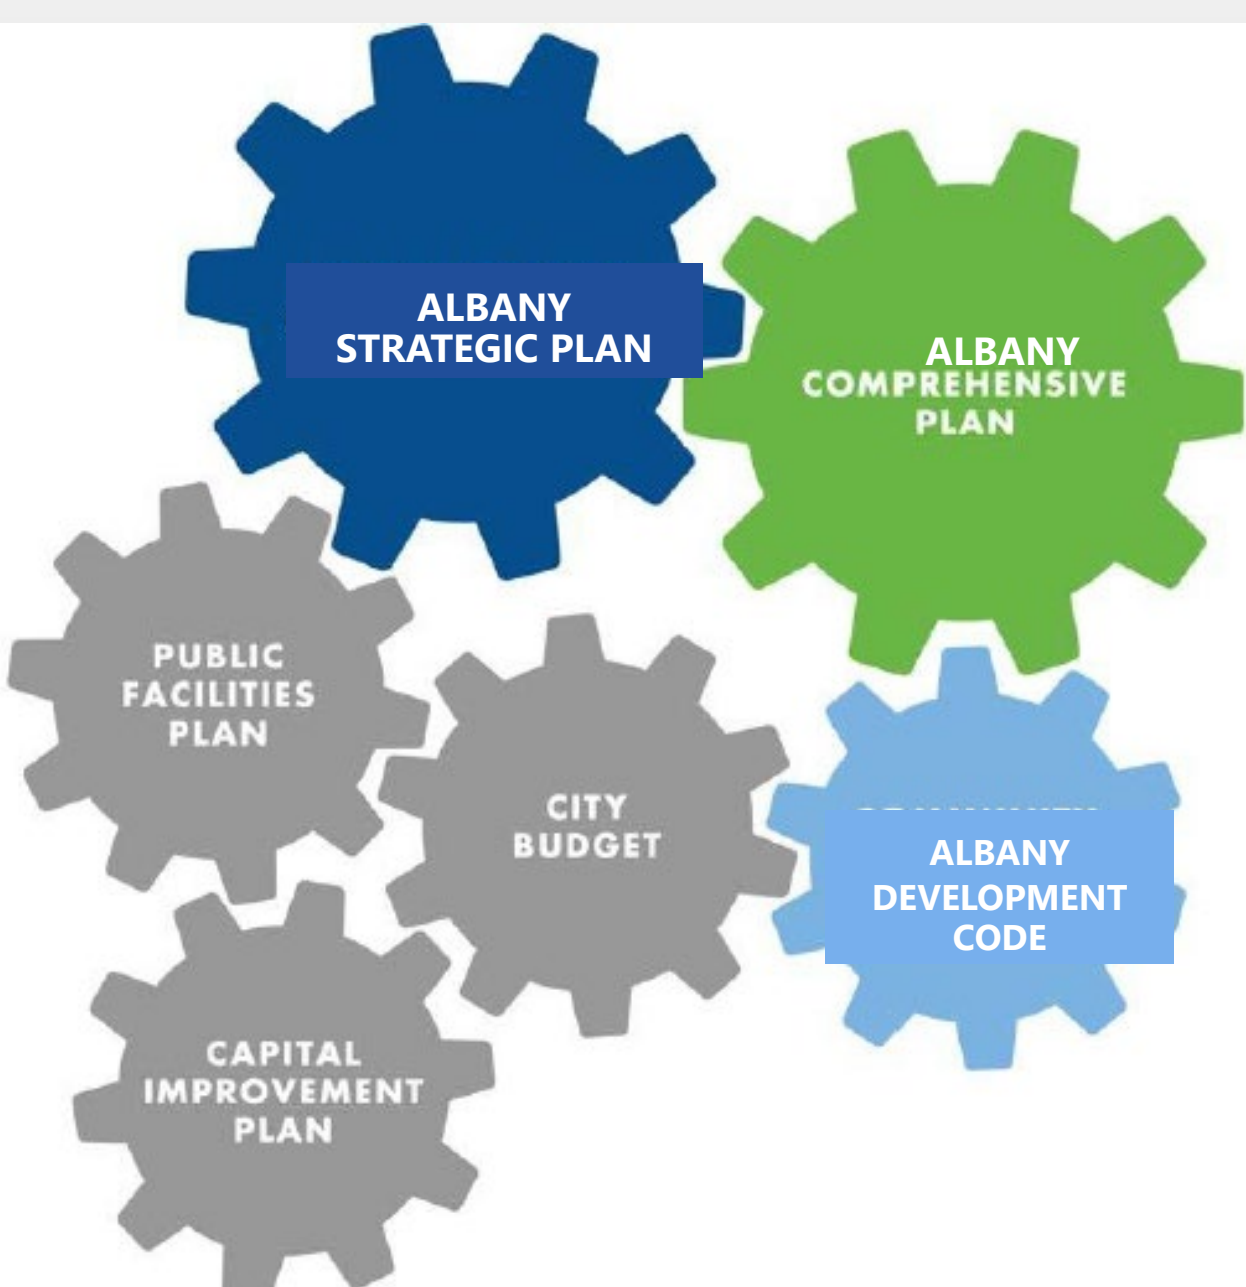 ALBANY
STRATEGIC PLAN
ALBANY
COMPREHENSIVE
PLAN
PUBLIC
FACILITIES
PLAN
CITY
BUDGET
ALBANY
DEVELOPMENT
CODE
CAPITAL
IMPROVEMENT
PLAN